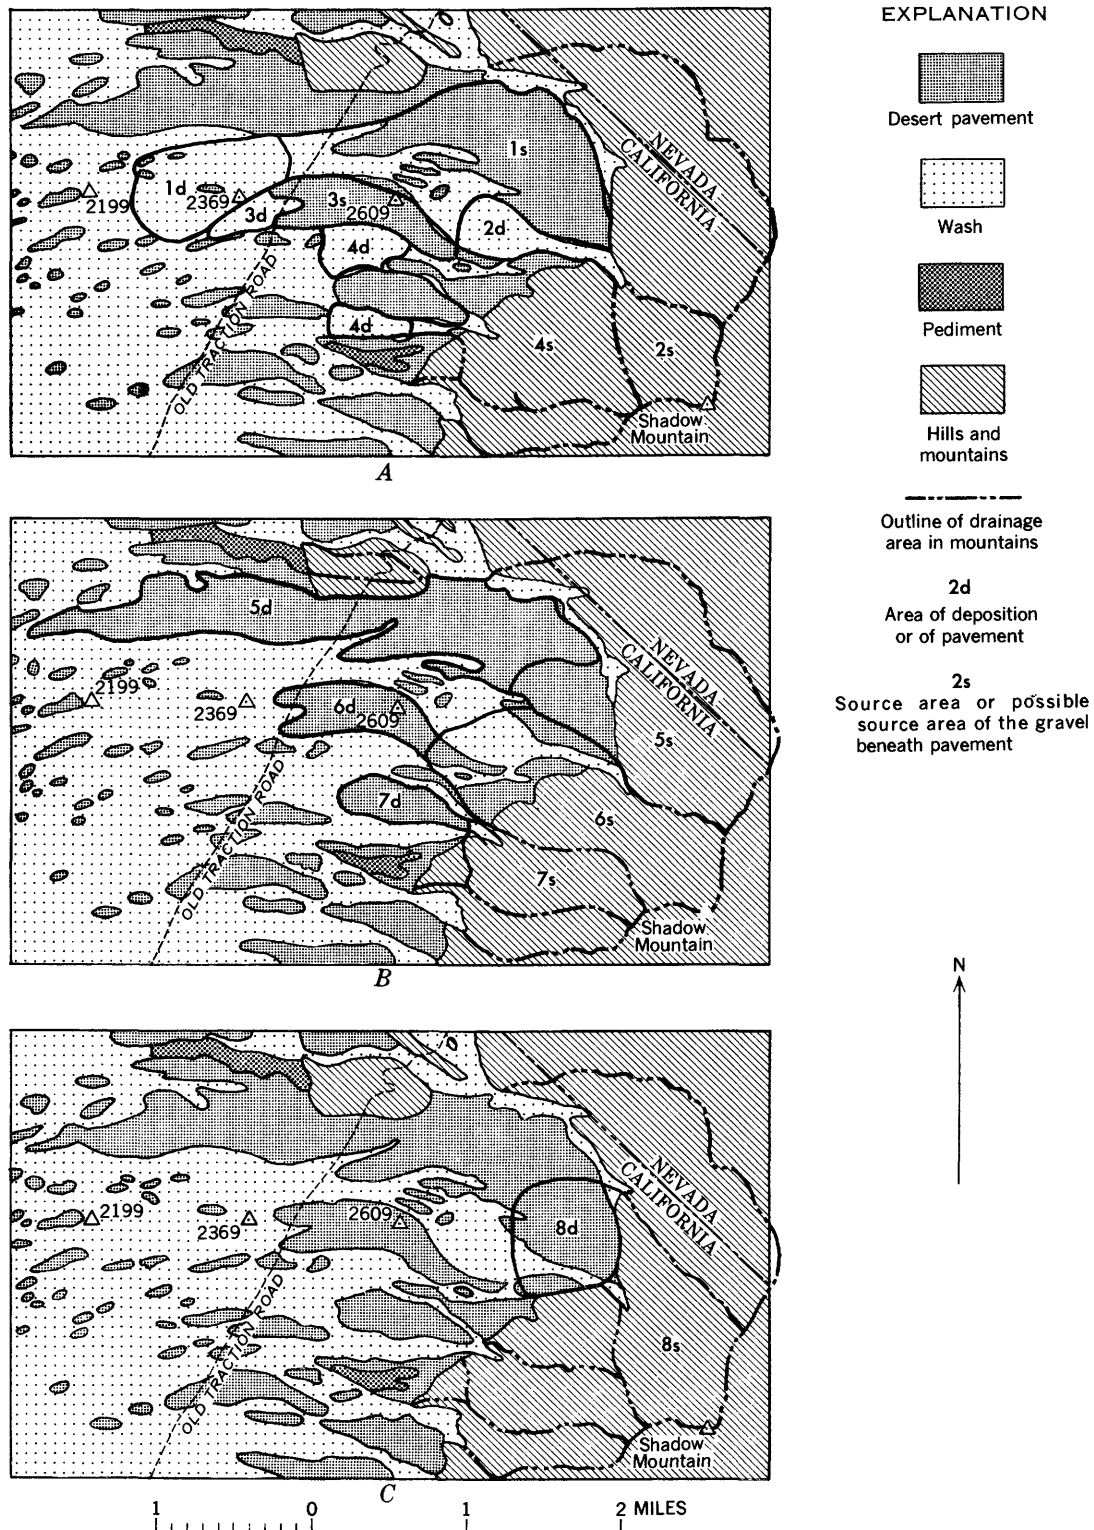 EXPLANATION
Desert pavement
Wash
Pediment
Hills and
mountains
Outline of drainage
area in mountains
2d
Area of deposition
or of pavement
2s
Source area or possible
source area of the gravel
beneath pavement
N
NEVADA
CALIFORNIA
1s
1d
2199
2369
3d
3s
2609
2d
4d
4d
4s
2s
OLD TRACTION ROAD
Shadow
Mountain
A
5d
NEVADA
CALIFORNIA
2199
2369
6d
2609
5s
7d
6s
7s
OLD TRACTION ROAD
Shadow
Mountain
B
NEVADA
CALIFORNIA
2199
2369
2609
8d
8s
OLD TRACTION ROAD
Shadow
Mountain
C
1 0 1 2 MILES